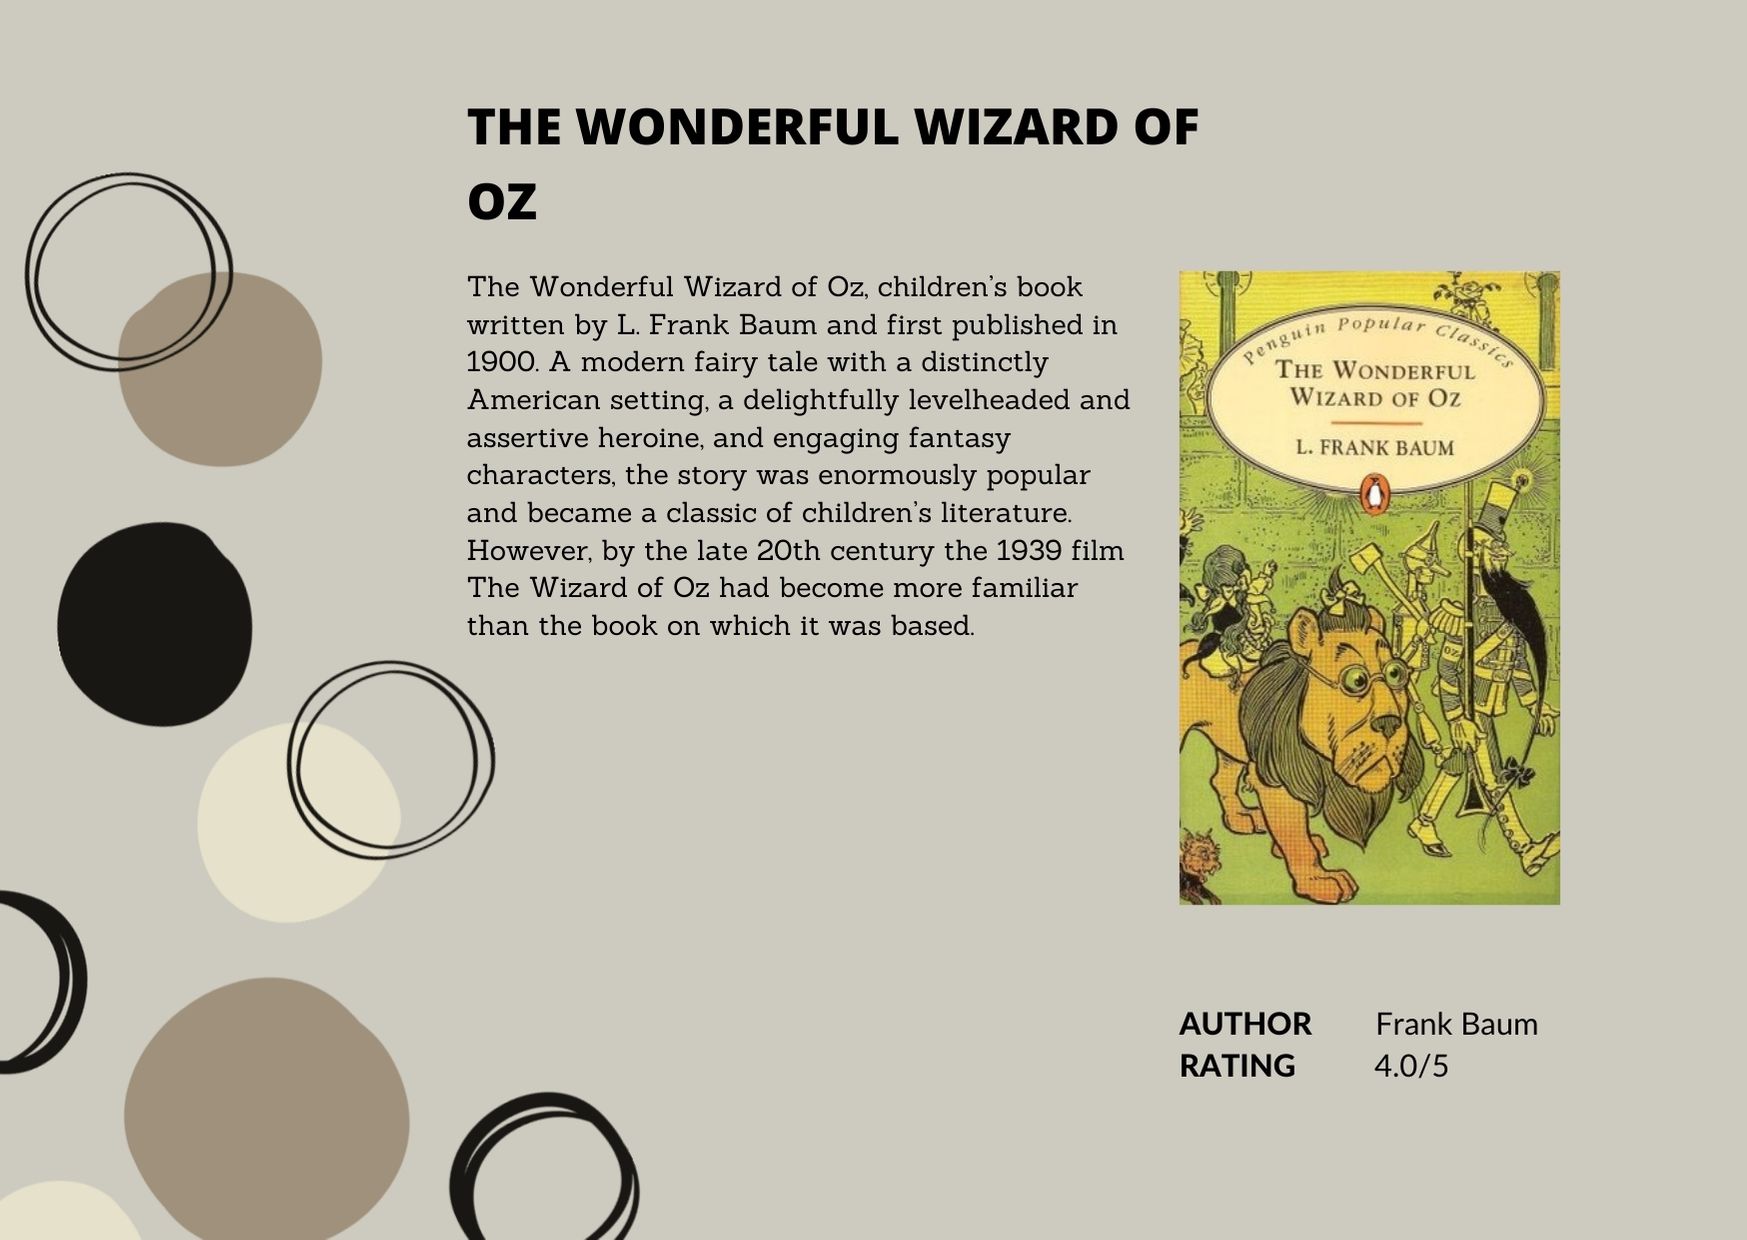 THE WONDERFUL WIZARD OF
OZ
The Wonderful Wizard of Oz, children’s book
written by L. Frank Baum and first published in
1900. A modern fairy tale with a distinctly
American setting, a delightfully levelheaded and
assertive heroine, and engaging fantasy
characters, the story was enormously popular
and became a classic of children’s literature.
However, by the late 20th century the 1939 film
The Wizard of Oz had become more familiar
than the book on which it was based.
Penguin Popular Classics
THE WONDERFUL
WIZARD OF OZ
L. FRANK BAUM
OZ
AUTHOR Frank Baum
RATING 4.0/5